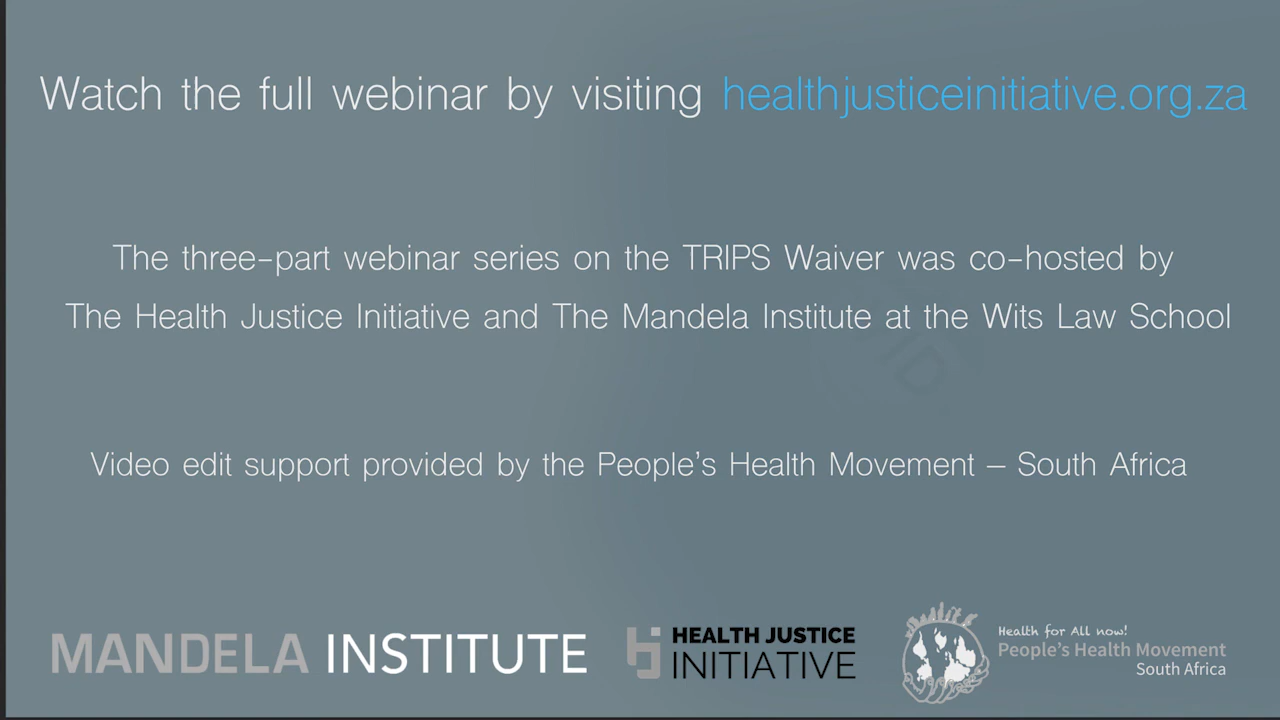 Watch the full webinar by visiting healthjusticeinitiative.org.za
The three-part webinar series on the TRIPS Waiver was co-hosted by
The Health Justice Initiative and The Mandela Institute at the Wits Law School
Video edit support provided by the People's Health Movement – South Africa
MANDELA INSTITUTE
HEALTH JUSTICE
INITIATIVE
Health for All now!
People's Health Movement
South Africa